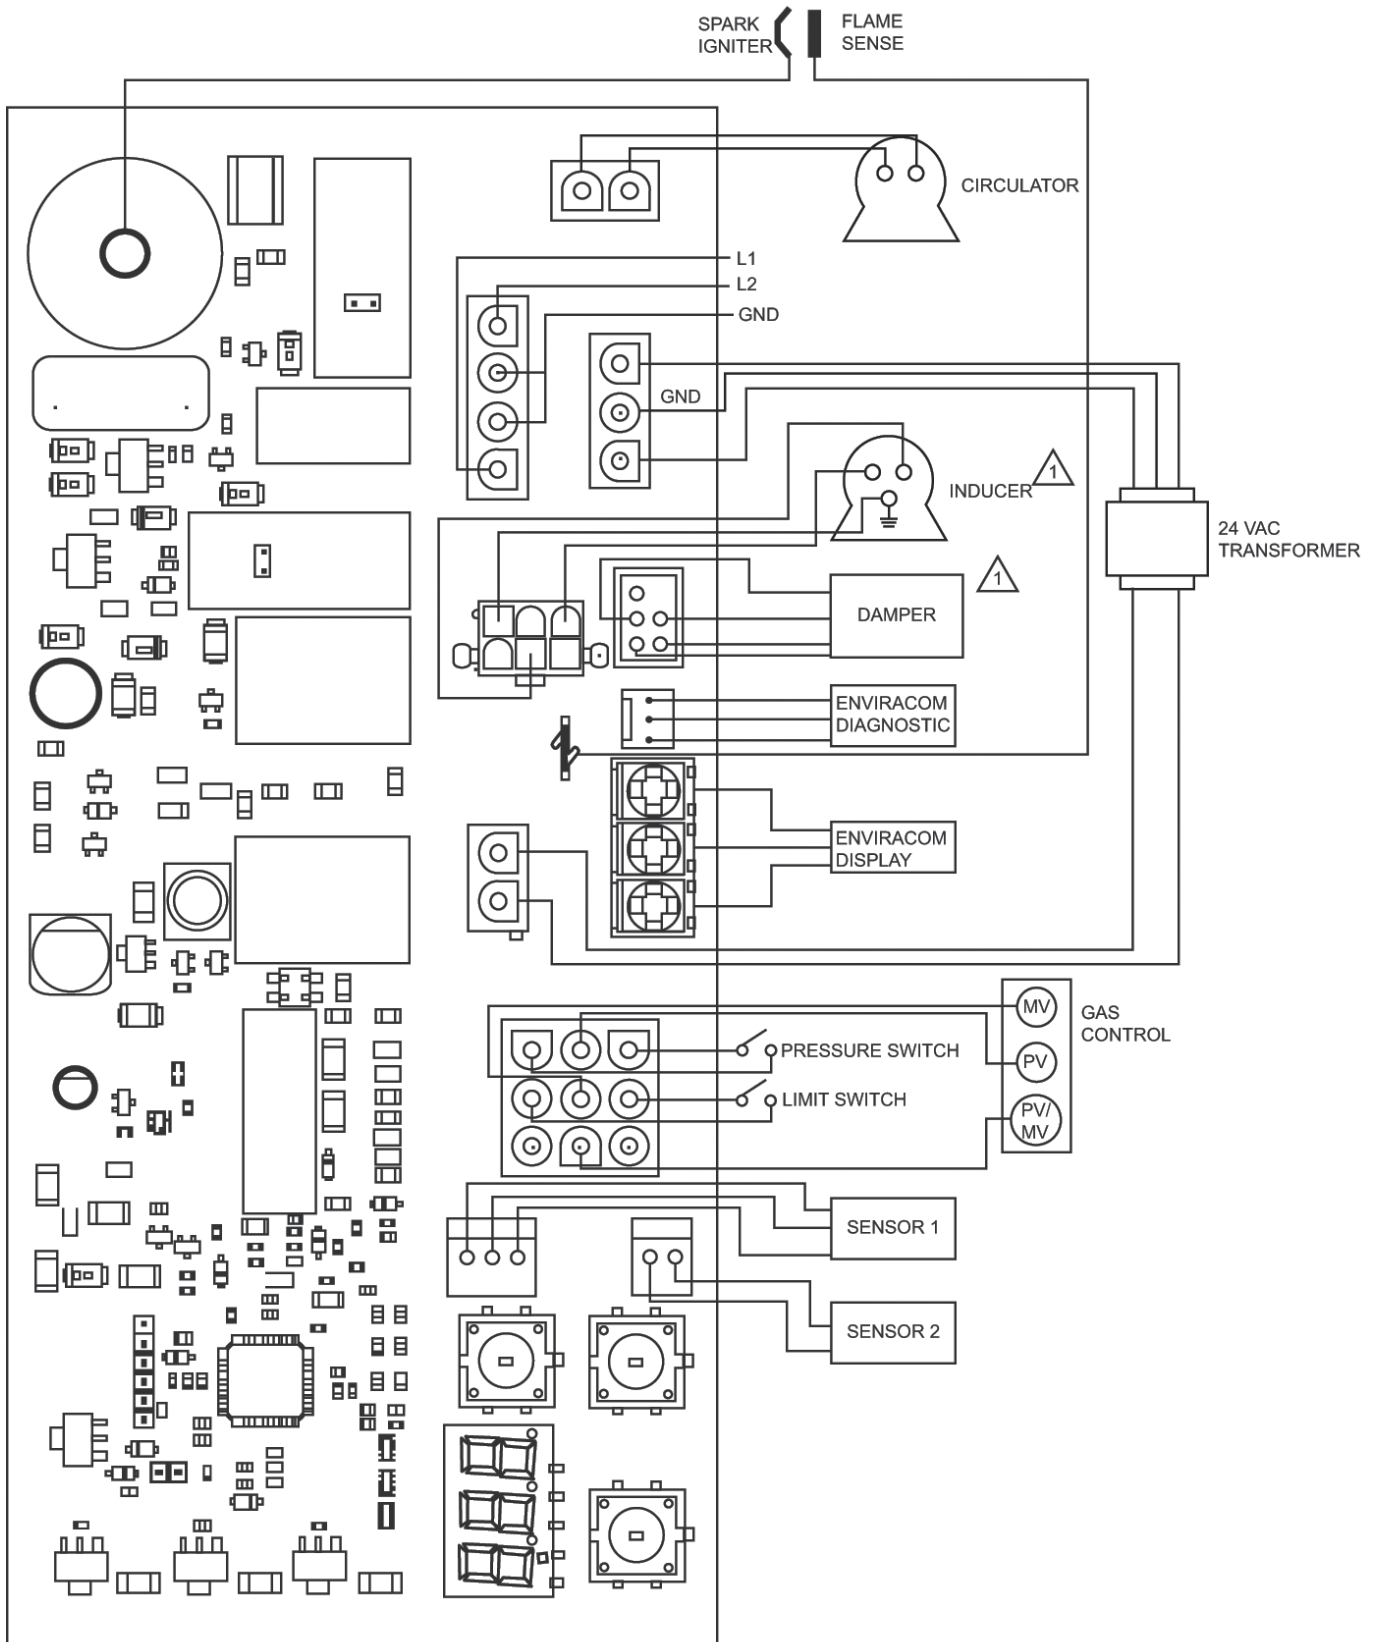 SPARK
IGNITER
FLAME
SENSE
CIRCULATOR
L1
L2
GND
GND
INDUCER
1
24 VAC
TRANSFORMER
1
DAMPER
ENVIRACOM
DIAGNOSTIC
ENVIRACOM
DISPLAY
MV
GAS
CONTROL
PRESSURE SWITCH
PV
LIMIT SWITCH
PV/
MV
SENSOR 1
SENSOR 2